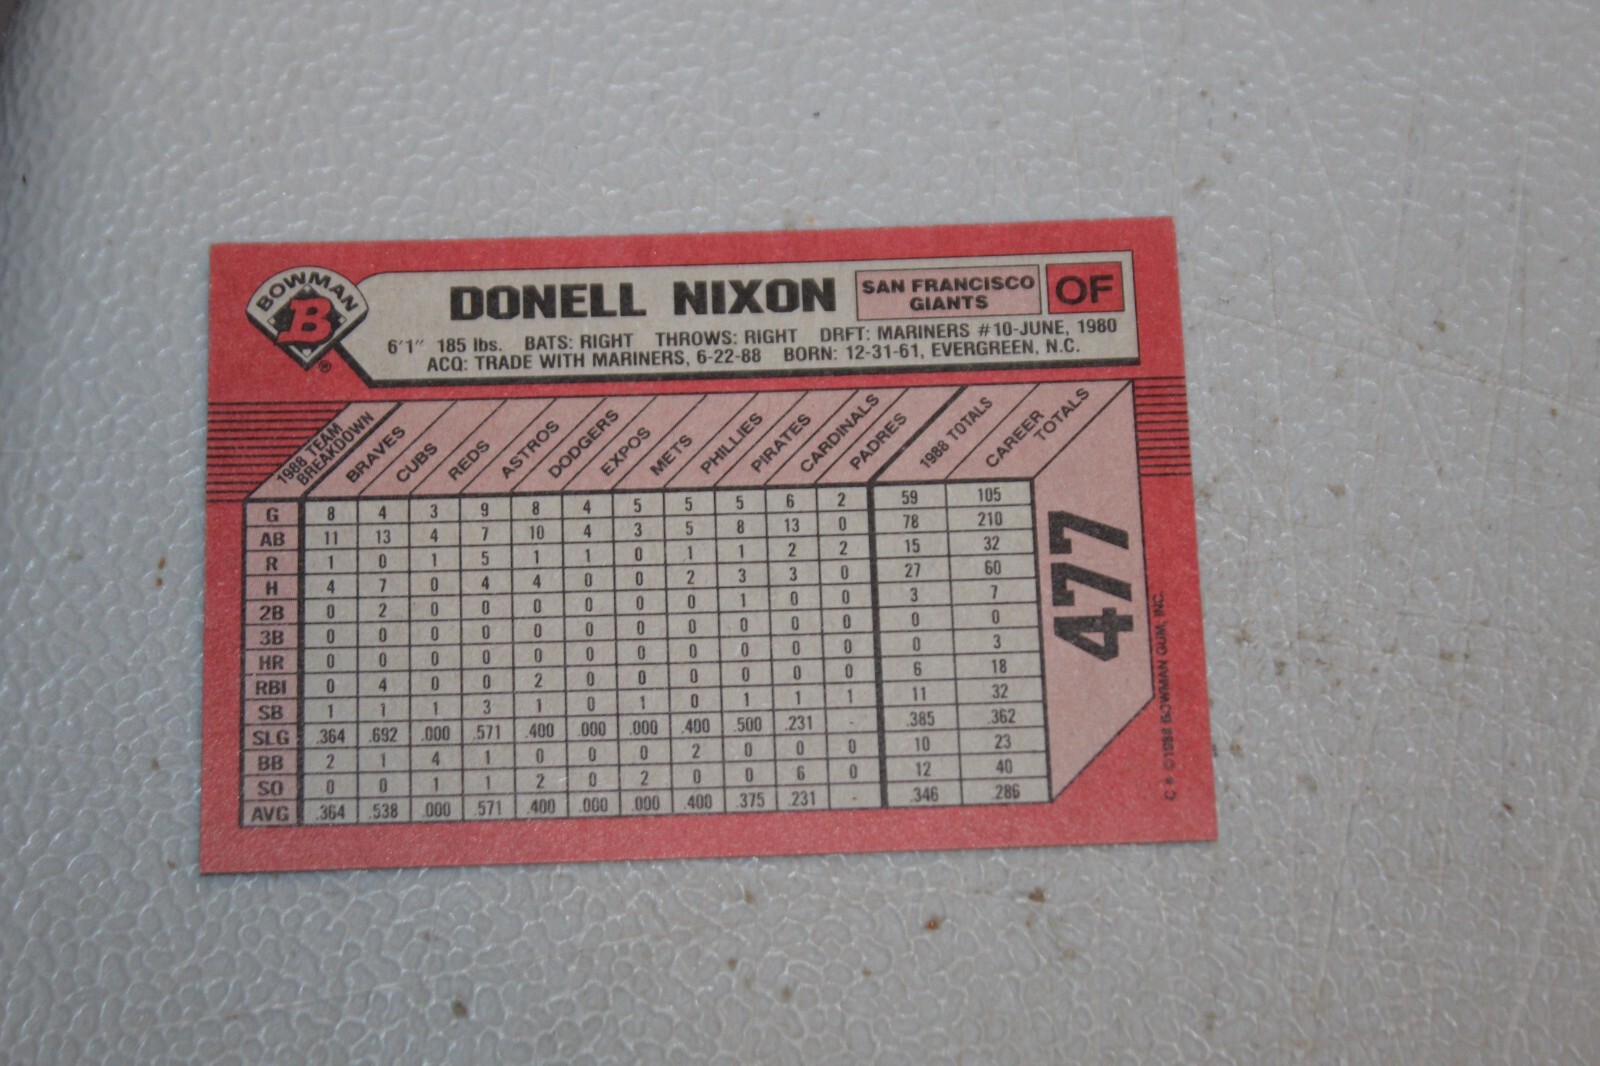 BOWMAN
B
®
DONELL NIXON
SAN FRANCISCO
GIANTS
OF
6'1" 185 lbs. BATS: RIGHT THROWS: RIGHT DRFT: MARINERS #10-JUNE, 1980
ACQ: TRADE WITH MARINERS, 6-22-88 BORN: 12-31-61, EVERGREEN, N.C.
1988 TEAM
BREAKDOWN
BRAVES
CUBS
REDS
ASTROS
DODGERS
EXPOS
METS
PHILLIES
PIRATES
CARDINALS
PADRES
1988 TOTALS
CAREER
TOTALS
G 8 4 3 9 8 4 5 5 5 6 2 59 105
AB 11 13 4 7 10 4 3 5 8 13 0 78 210
R 1 0 1 5 1 1 0 1 1 2 2 15 32
H 4 7 0 4 4 0 0 2 3 3 0 27 60
2B 0 2 0 0 0 0 0 0 1 0 0 3 7
3B 0 0 0 0 0 0 0 0 0 0 0 0 0
HR 0 0 0 0 0 0 0 0 0 0 0 0 3
RBI 0 4 0 0 2 0 0 0 0 0 0 6 18
SB 1 1 1 3 1 0 1 0 1 1 1 11 32
SLG .364 .692 .000 .571 .400 .000 .000 .400 .500 .231 - .385 .362
BB 2 1 4 1 0 0 0 2 0 0 0 10 23
SO 0 0 1 1 2 0 2 0 0 6 0 12 40
AVG .364 .538 .000 .571 .400 .000 .000 .400 .375 .231 - .346 .286
477
C * ©1988 BOWMAN GUM, INC.